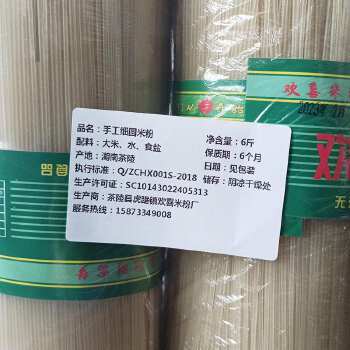 品名：手工细圆米粉
配料：大米、水、食盐
产地：湖南茶陵
执行标准：Q/ZCHX001S-2018
生产许可证：SC10143022405313
生产商：茶陵县虎踞镇欢喜米粉厂
服务热线：15873349008
净含量：6斤
保质期：6个月
日期：见包装
储存：阴凉干燥处
欢喜
欢